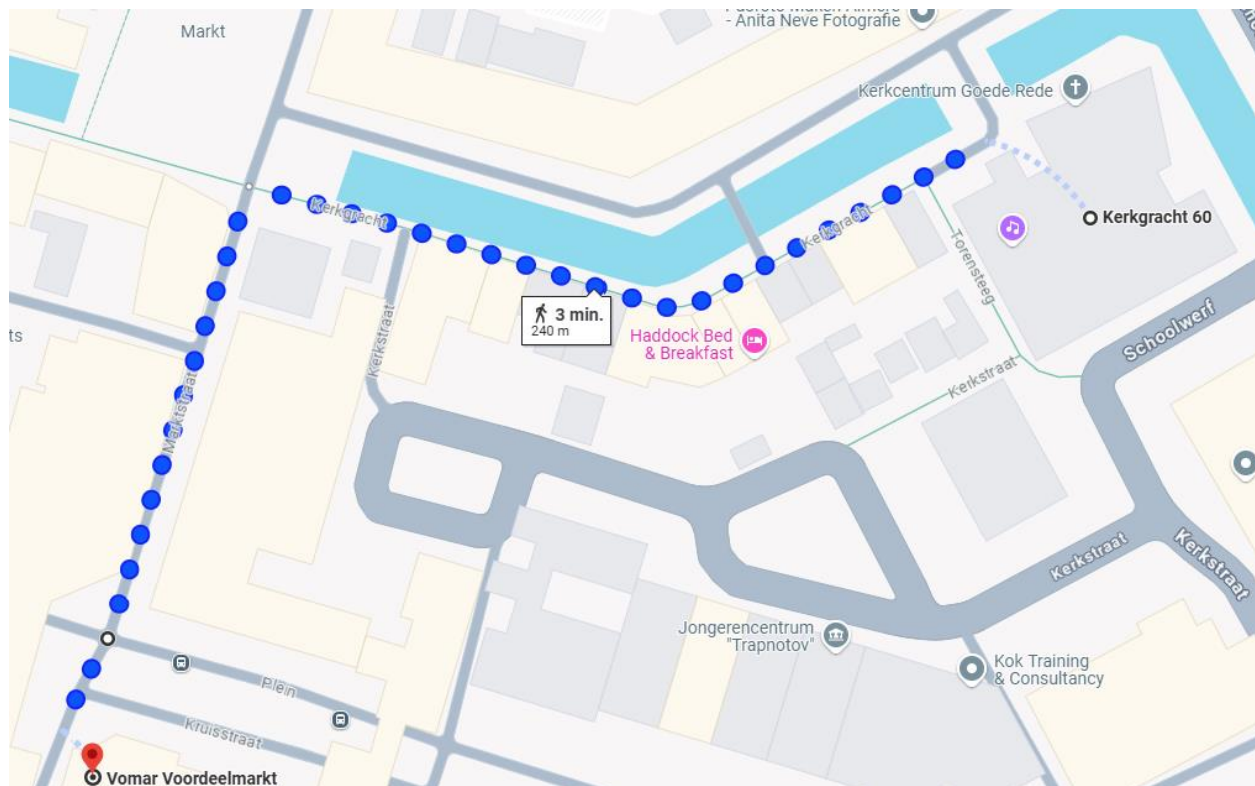 - Anita Neve Fotografie
Markt
Kerkcentrum Goede Rede
Kerkgracht
Kerkgracht
Kerkgracht 60
Torensteeg
Schoolwerf
3 min.
240 m
Haddock Bed
& Breakfast
Kerkstraat
Kerkstraat
ts
Marktstraat
Kerkstraat
Kerkstraat
Jongerencentrum
"Trapnotov"
Kok Training
& Consultancy
Plein
Kruisstraat
Vomar Voordeelmarkt